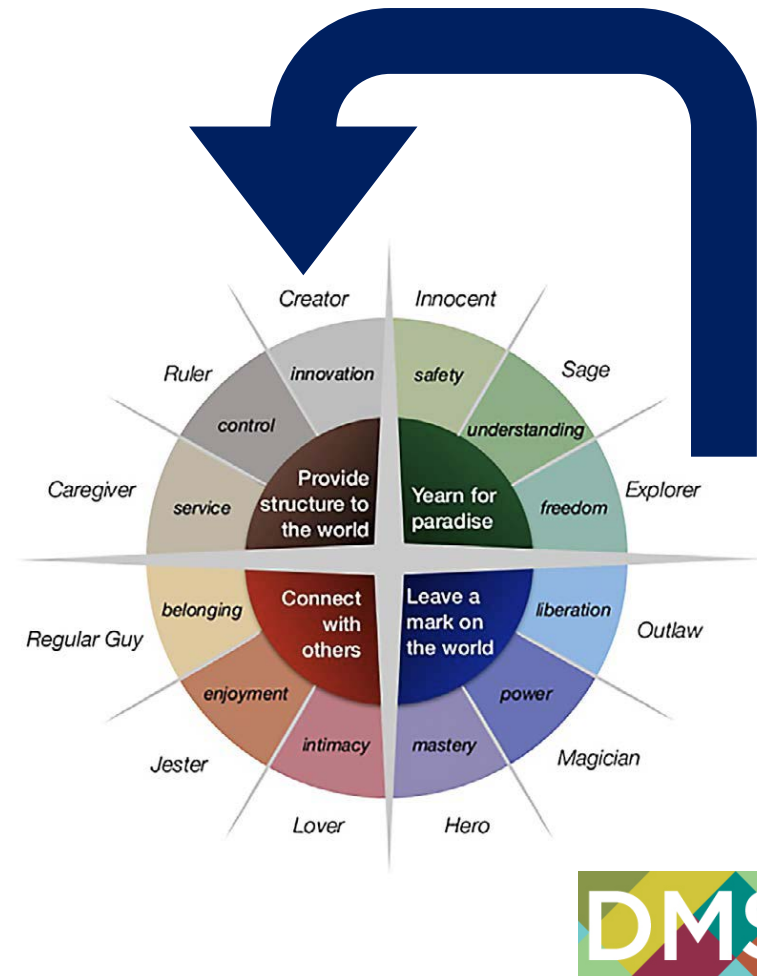 Creator
Innocent
Ruler
innovation
safety
Sage
control
understanding
Caregiver
service
Provide
structure to
the world
Yearn for
paradise
freedom
Explorer
belonging
Connect
with
others
Leave a
mark on
the world
liberation
Outlaw
Regular Guy
enjoyment
power
intimacy
mastery
Jester
Magician
Lover
Hero
DMS